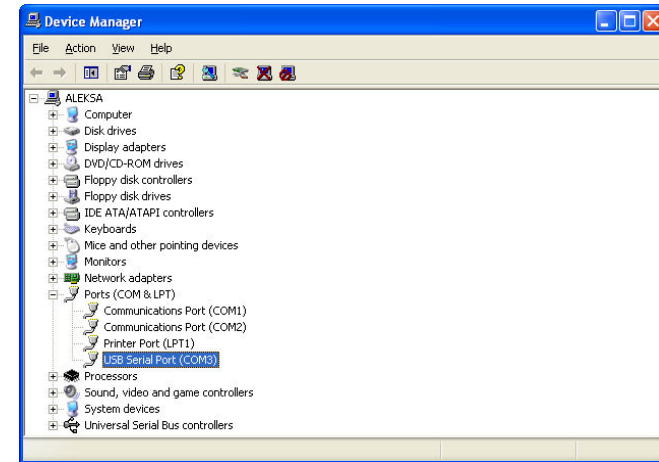 Device Manager
File Action View Help
ALEKSA
Computer
Disk drives
Display adapters
DVD/CD-ROM drives
Floppy disk controllers
Floppy disk drives
IDE ATA/ATAPI controllers
Keyboards
Mice and other pointing devices
Monitors
Network adapters
Ports (COM & LPT)
Communications Port (COM1)
Communications Port (COM2)
Printer Port (LPT1)
USB Serial Port (COM3)
Processors
Sound, video and game controllers
System devices
Universal Serial Bus controllers